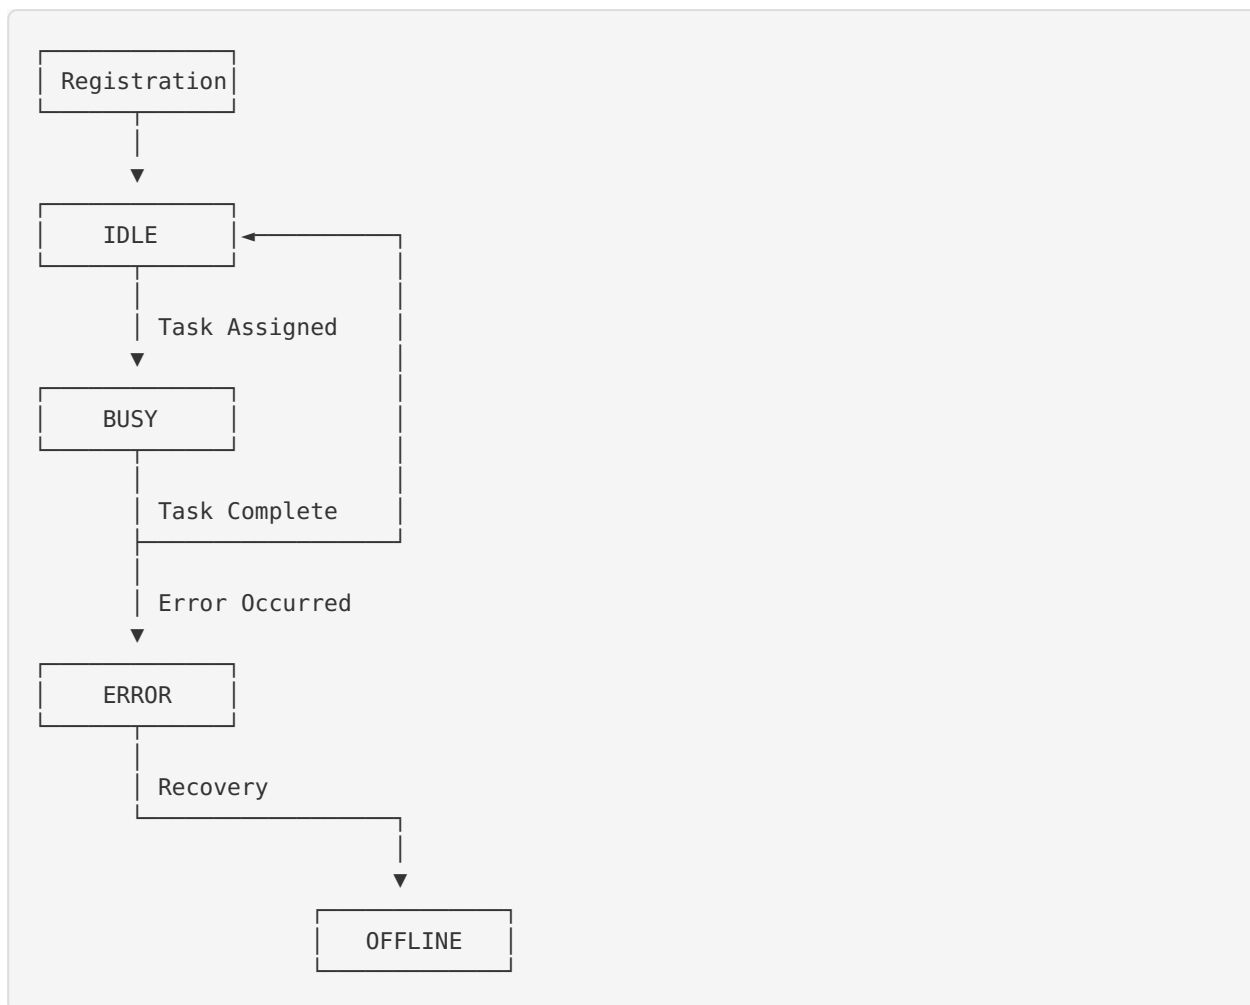 Registration
IDLE
Task Assigned
BUSY
Task Complete
Error Occurred
ERROR
Recovery
OFFLINE